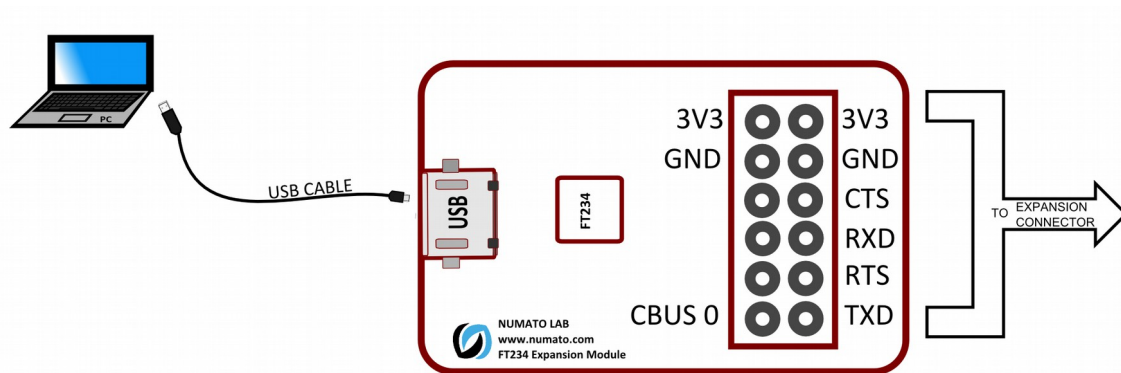 PC
USB CABLE
USB
FT234
3V3 3V3
GND GND
CTS
RXD
RTS
CBUS 0 TXD
TO EXPANSION
CONNECTOR
NUMATO LAB
www.numato.com
FT234 Expansion Module